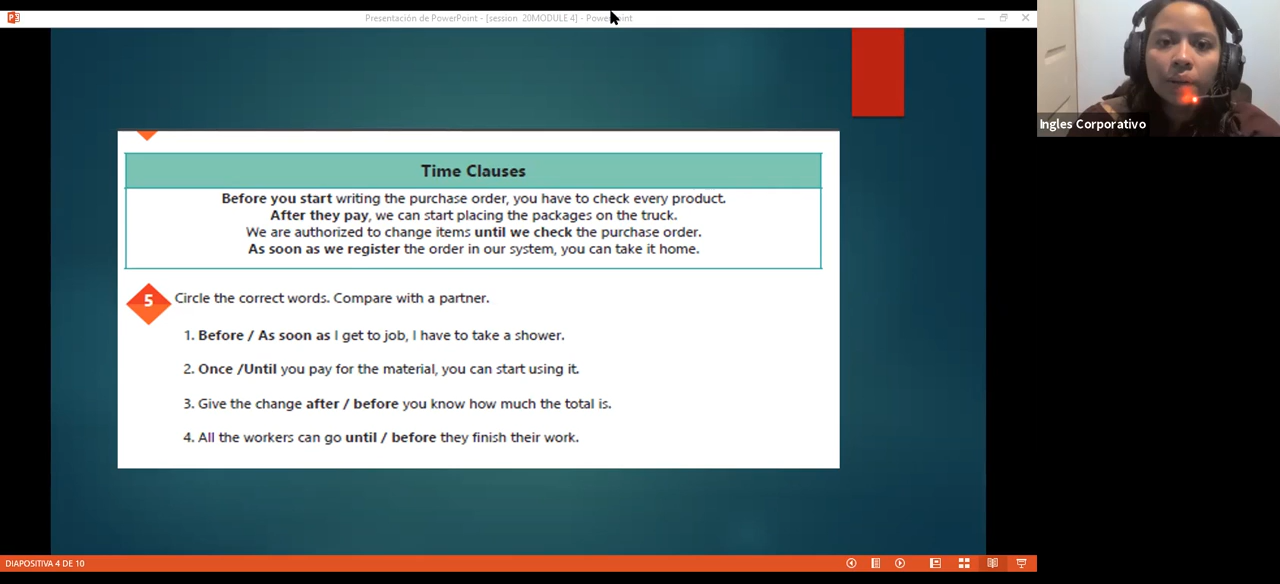 Presentación de PowerPoint - [session 20MODULE 4] - PowerPoint
Ingles Corporativo
Time Clauses
Before you start writing the purchase order, you have to check every product.
After they pay, we can start placing the packages on the truck.
We are authorized to change items until we check the purchase order.
As soon as we register the order in our system, you can take it home.
5 Circle the correct words. Compare with a partner.
1. Before / As soon as I get to job, I have to take a shower.
2. Once /Until you pay for the material, you can start using it.
3. Give the change after / before you know how much the total is.
4. All the workers can go until / before they finish their work.
DIAPOSITIVA 4 DE 10